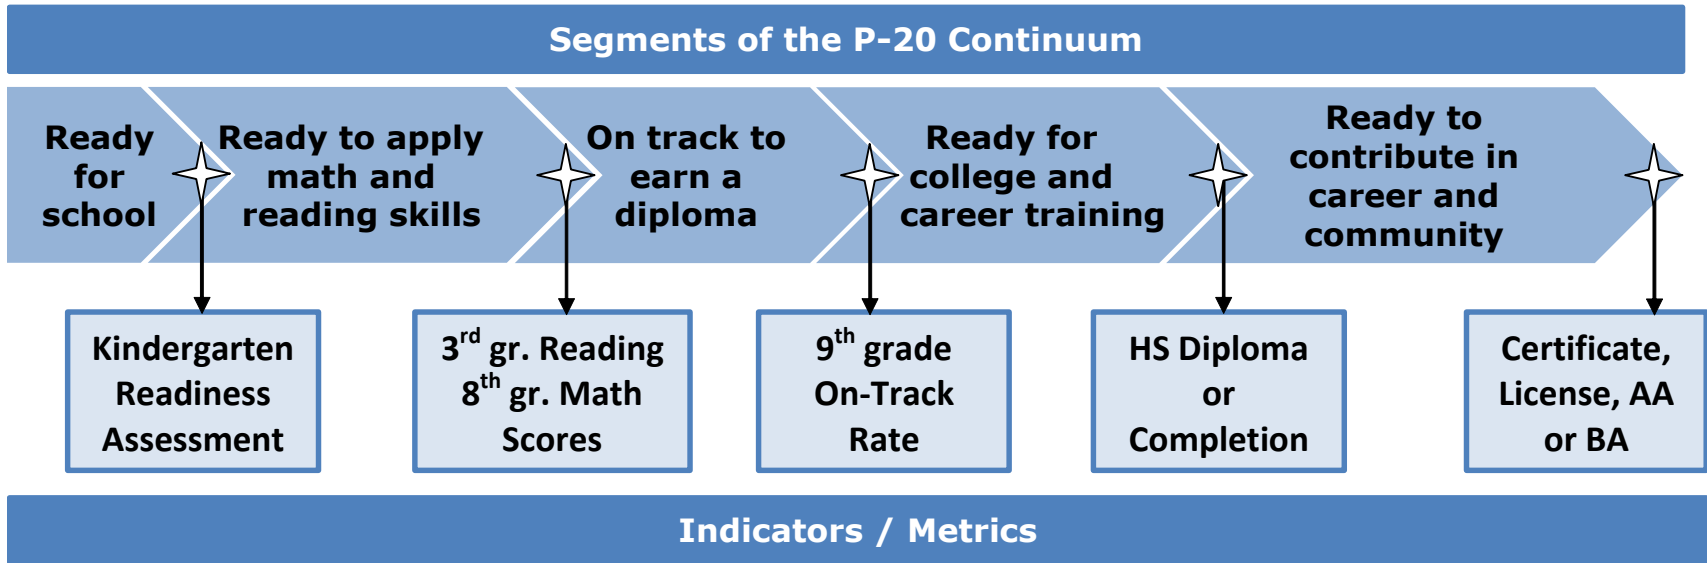 Segments of the P-20 Continuum
Ready
for
school
Ready to apply
math and
reading skills
On track to
earn a
diploma
Ready for
college and
career training
Ready to
contribute in
career and
community
Kindergarten
Readiness
Assessment
3rd gr. Reading
8th gr. Math
Scores
9th grade
On-Track
Rate
HS Diploma
or
Completion
Certificate,
License, AA
or BA
Indicators / Metrics